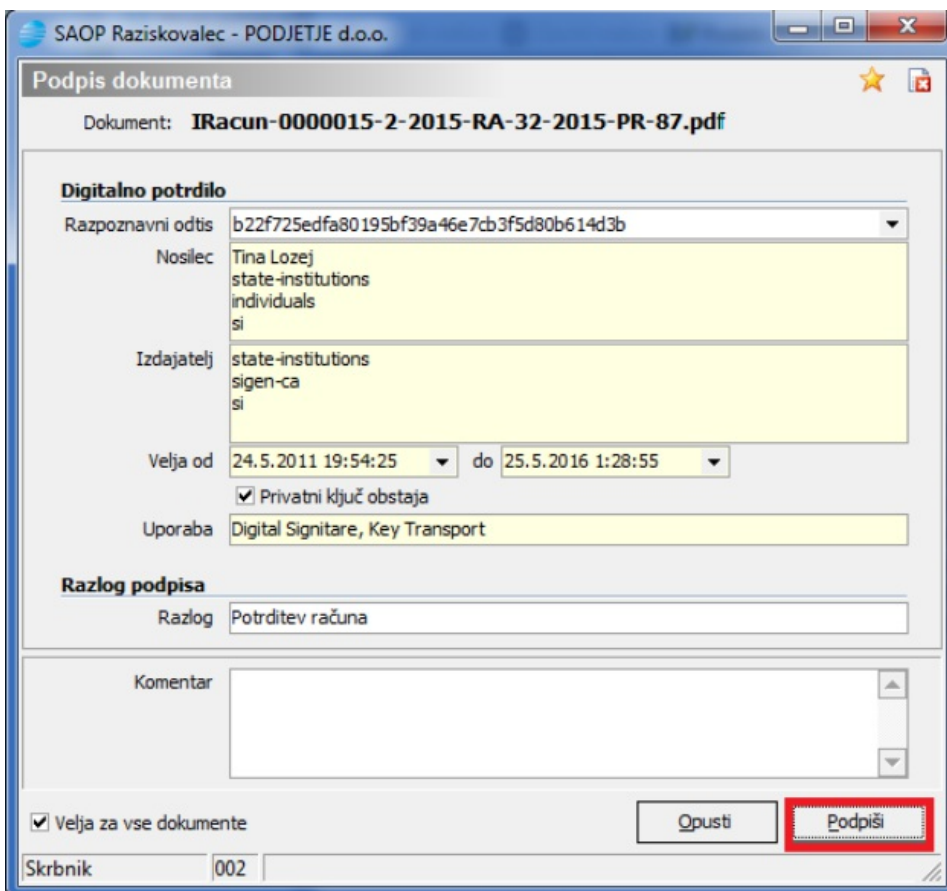 SAOP Raziskovalec - PODJETJE d.o.o.
Podpis dokumenta
Dokument: IRacun-0000015-2-2015-RA-32-2015-PR-87.pdf
Digitalno potrdilo
Razpoznavni odtis b22f725edfa80195bf39a46e7cb3f5d80b614d3b
Nosilec Tina Lozej
state-institutions
individuals
si
Izdajatelj state-institutions
sigen-ca
si
Velja od 24.5.2011 19:54:25 do 25.5.2016 1:28:55
Privatni ključ obstaja
Uporaba Digital Signitare, Key Transport
Razlog podpisa
Razlog Potrditev računa
Komentar
Velja za vse dokumente Opusti Podpiši
Skrbnik 002